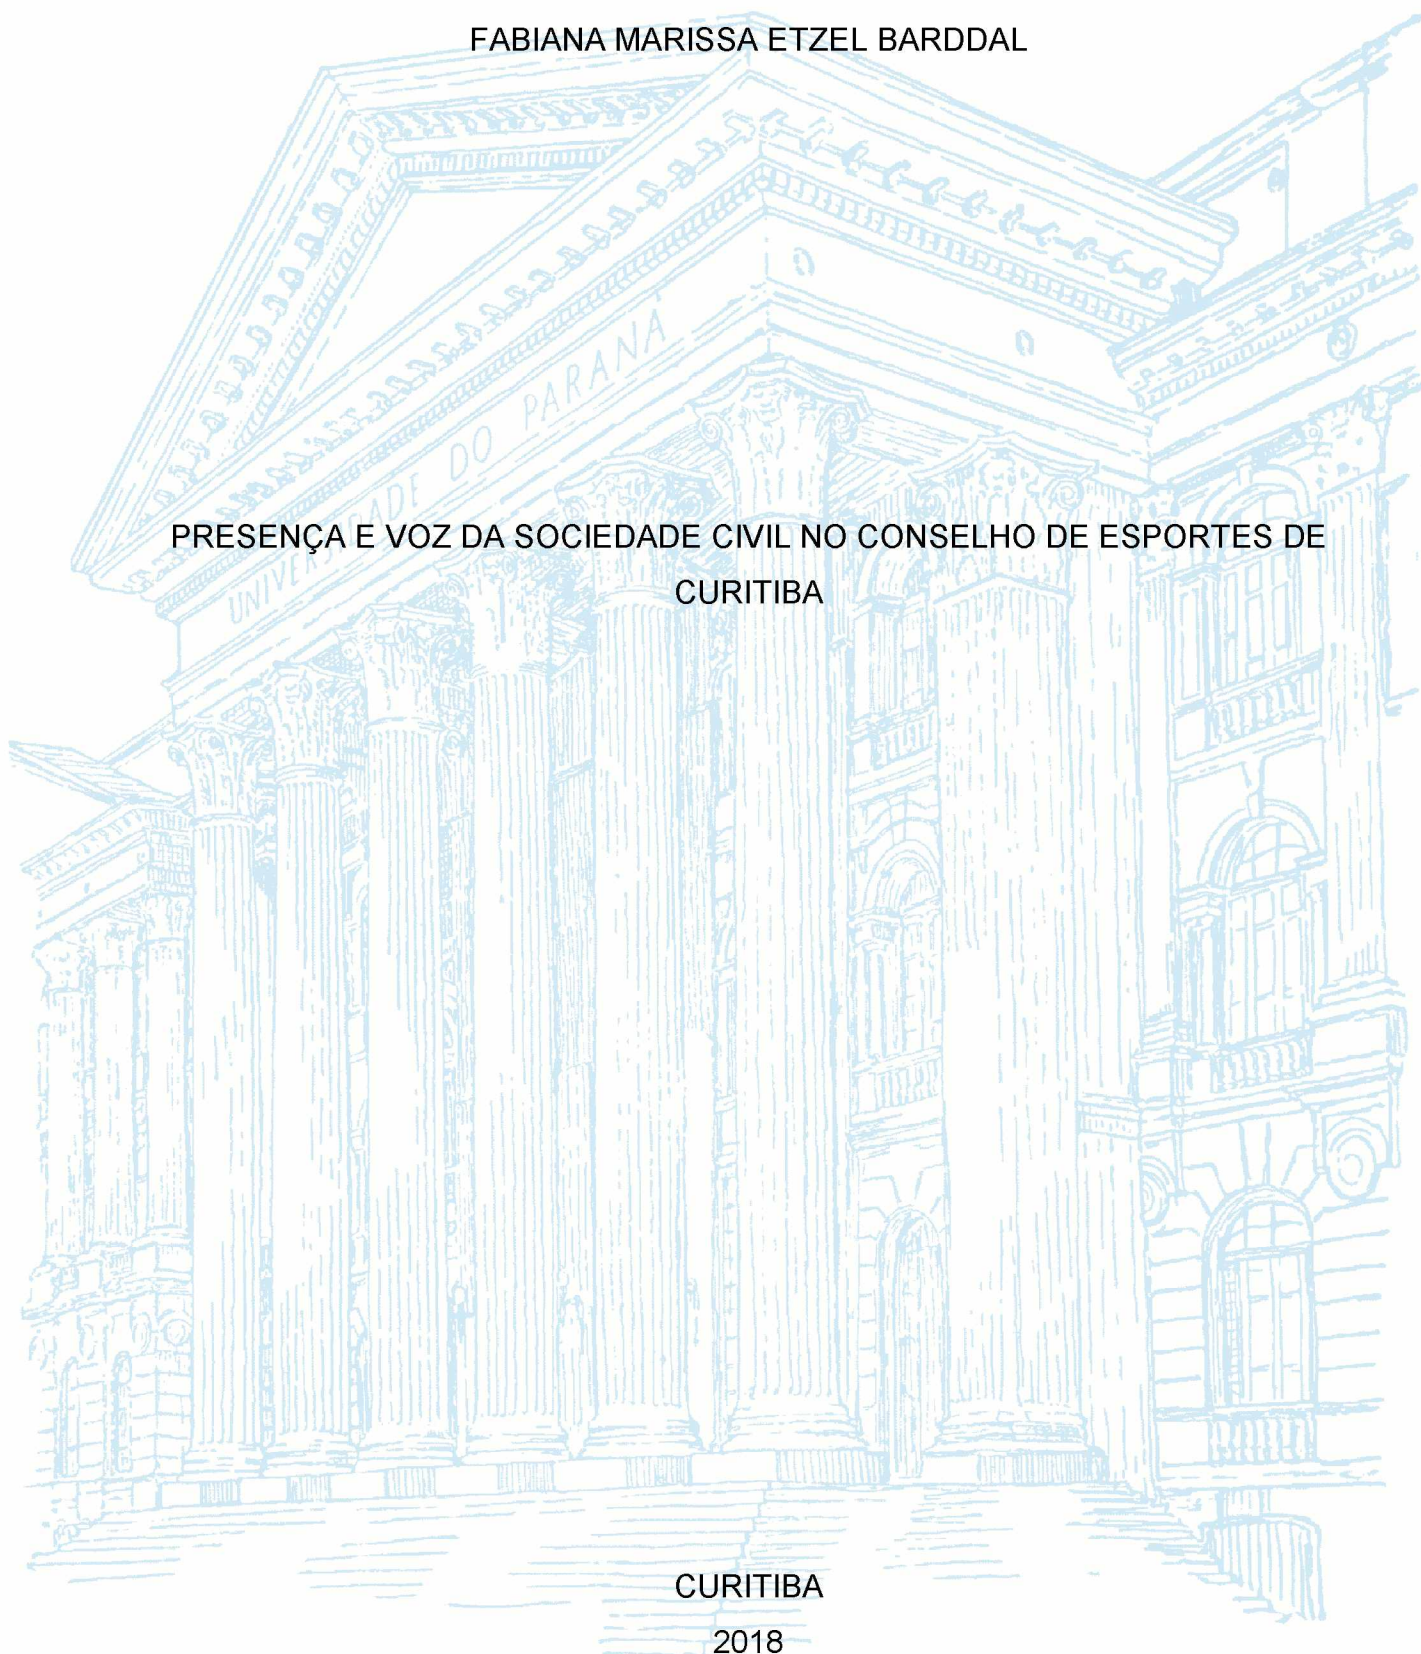 FABIANA MARISSA ETZEL BARDDAL
UNIVERSIDADE DO PARANÁ
PRESENÇA E VOZ DA SOCIEDADE CIVIL NO CONSELHO DE ESPORTES DE
CURITIBA
CURITIBA
2018